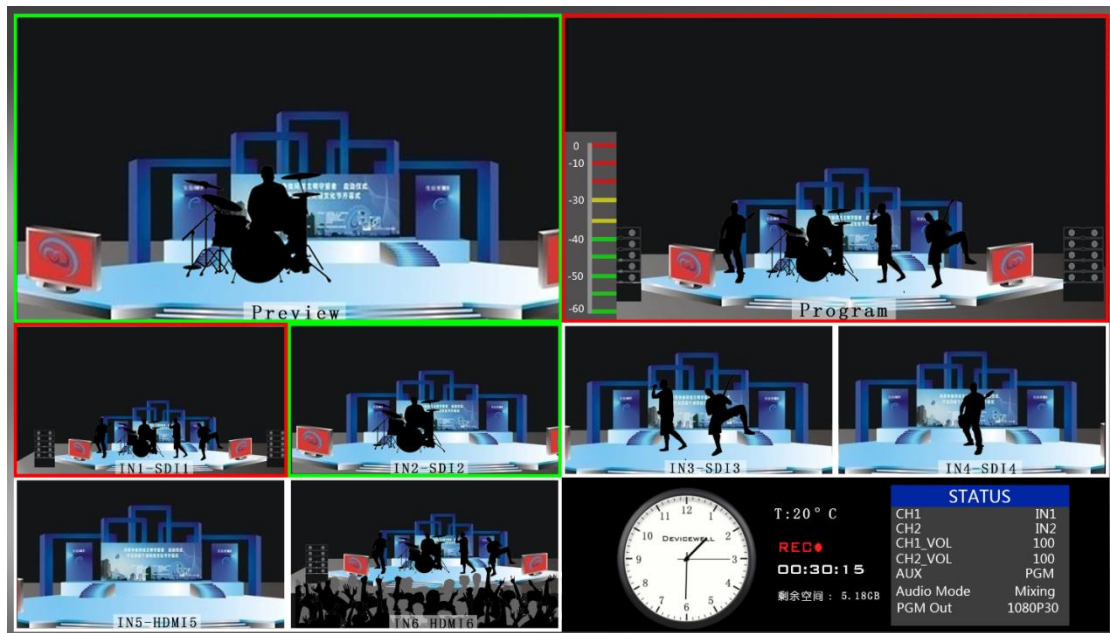 Preview
0
-10
-30
-40
-50
-60
Program
IN1-SDI1
IN2-SDI2
IN3-SDI3
IN4-SDI4
IN5-HDMI5
IN6-HDMI6
12
1
2
3
4
5
6
7
8
9
10
11
DEVICEWELL
T:20°C
REC
00:30:15
剩余空间： 5.18GB
STATUS
CH1 IN1
CH2 IN2
CH1_VOL 100
CH2_VOL 100
AUX PGM
Audio Mode Mixing
PGM Out 1080P30